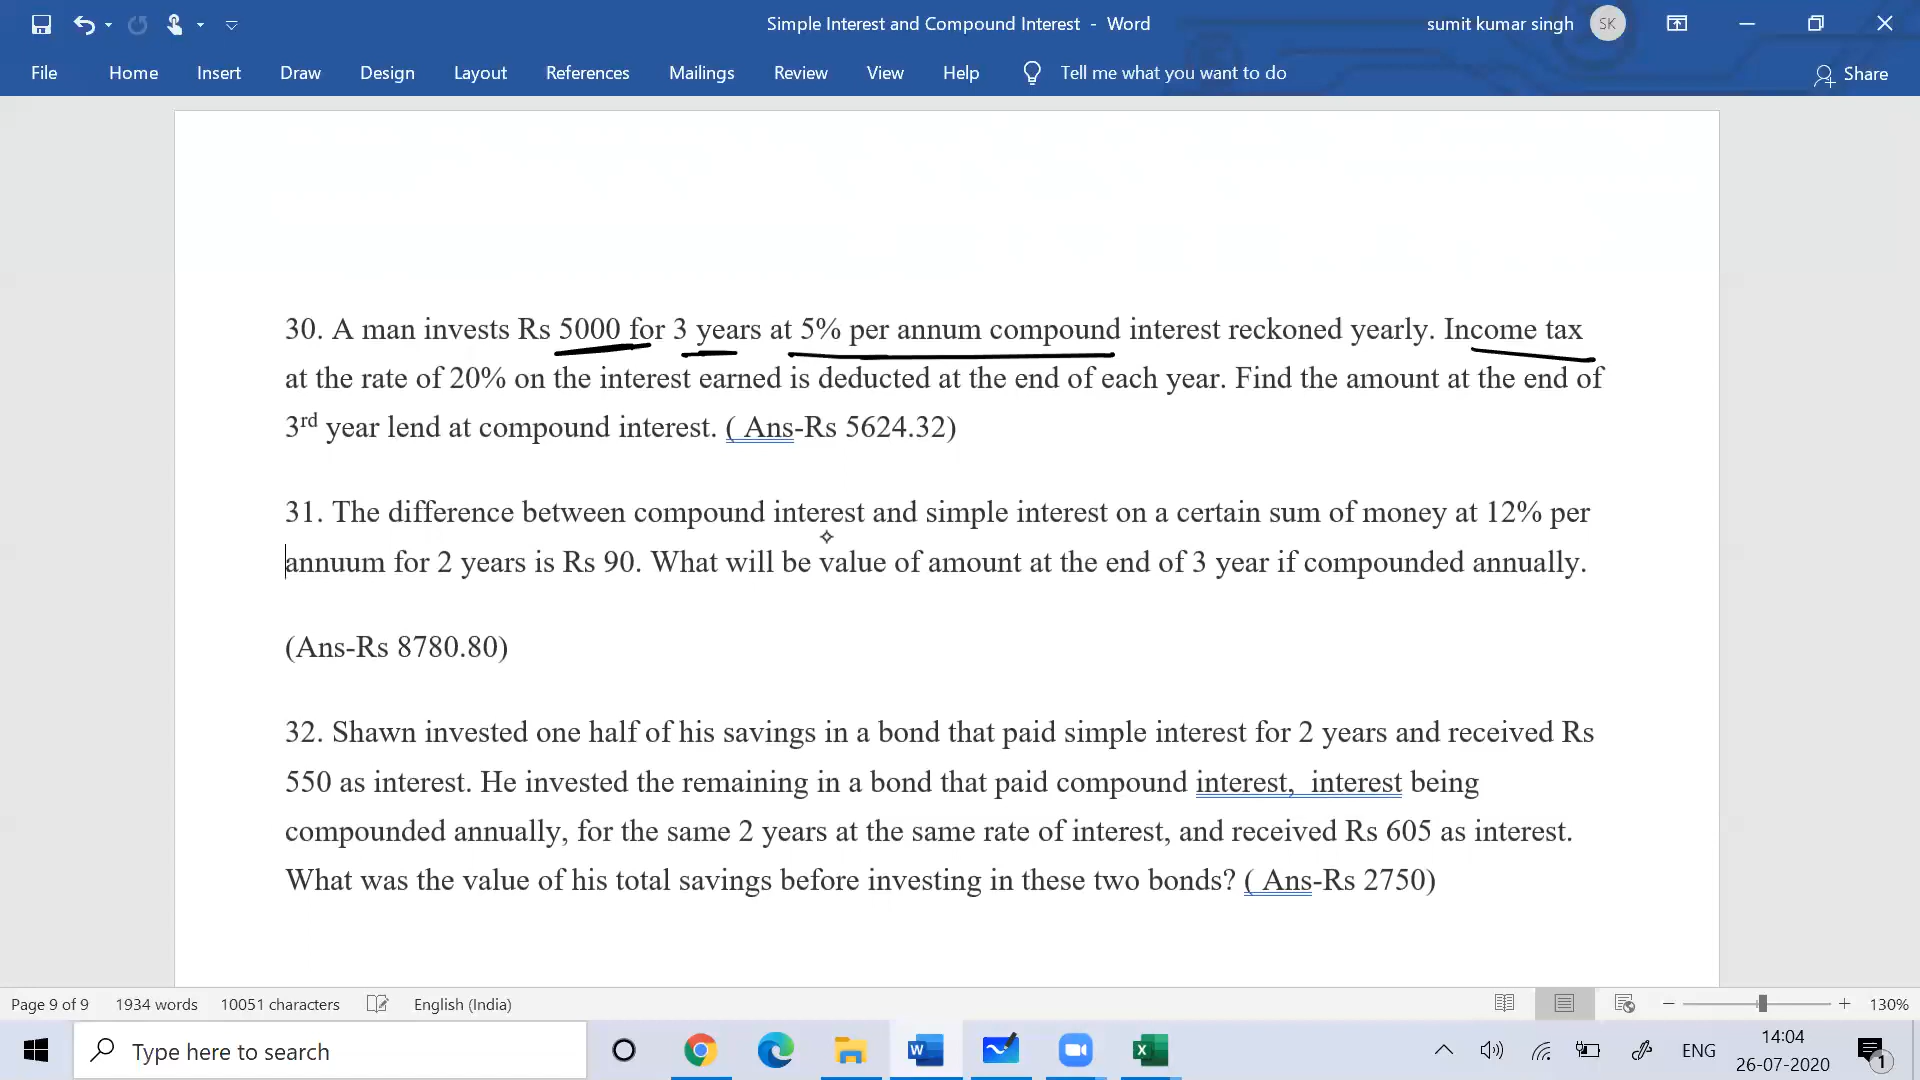 Simple Interest and Compound Interest - Word
sumit kumar singh
SK
File Home Insert Draw Design Layout References Mailings Review View Help Tell me what you want to do Share
30. A man invests Rs 5000 for 3 years at 5% per annum compound interest reckoned yearly. Income tax
at the rate of 20% on the interest earned is deducted at the end of each year. Find the amount at the end of
3rd year lend at compound interest. ( Ans-Rs 5624.32)
31. The difference between compound interest and simple interest on a certain sum of money at 12% per
annuum for 2 years is Rs 90. What will be value of amount at the end of 3 year if compounded annually.
(Ans-Rs 8780.80)
32. Shawn invested one half of his savings in a bond that paid simple interest for 2 years and received Rs
550 as interest. He invested the remaining in a bond that paid compound interest, interest being
compounded annually, for the same 2 years at the same rate of interest, and received Rs 605 as interest.
What was the value of his total savings before investing in these two bonds? ( Ans-Rs 2750)
Page 9 of 9 1934 words 10051 characters English (India) 130%
Type here to search
ENG
14:04
26-07-2020
1